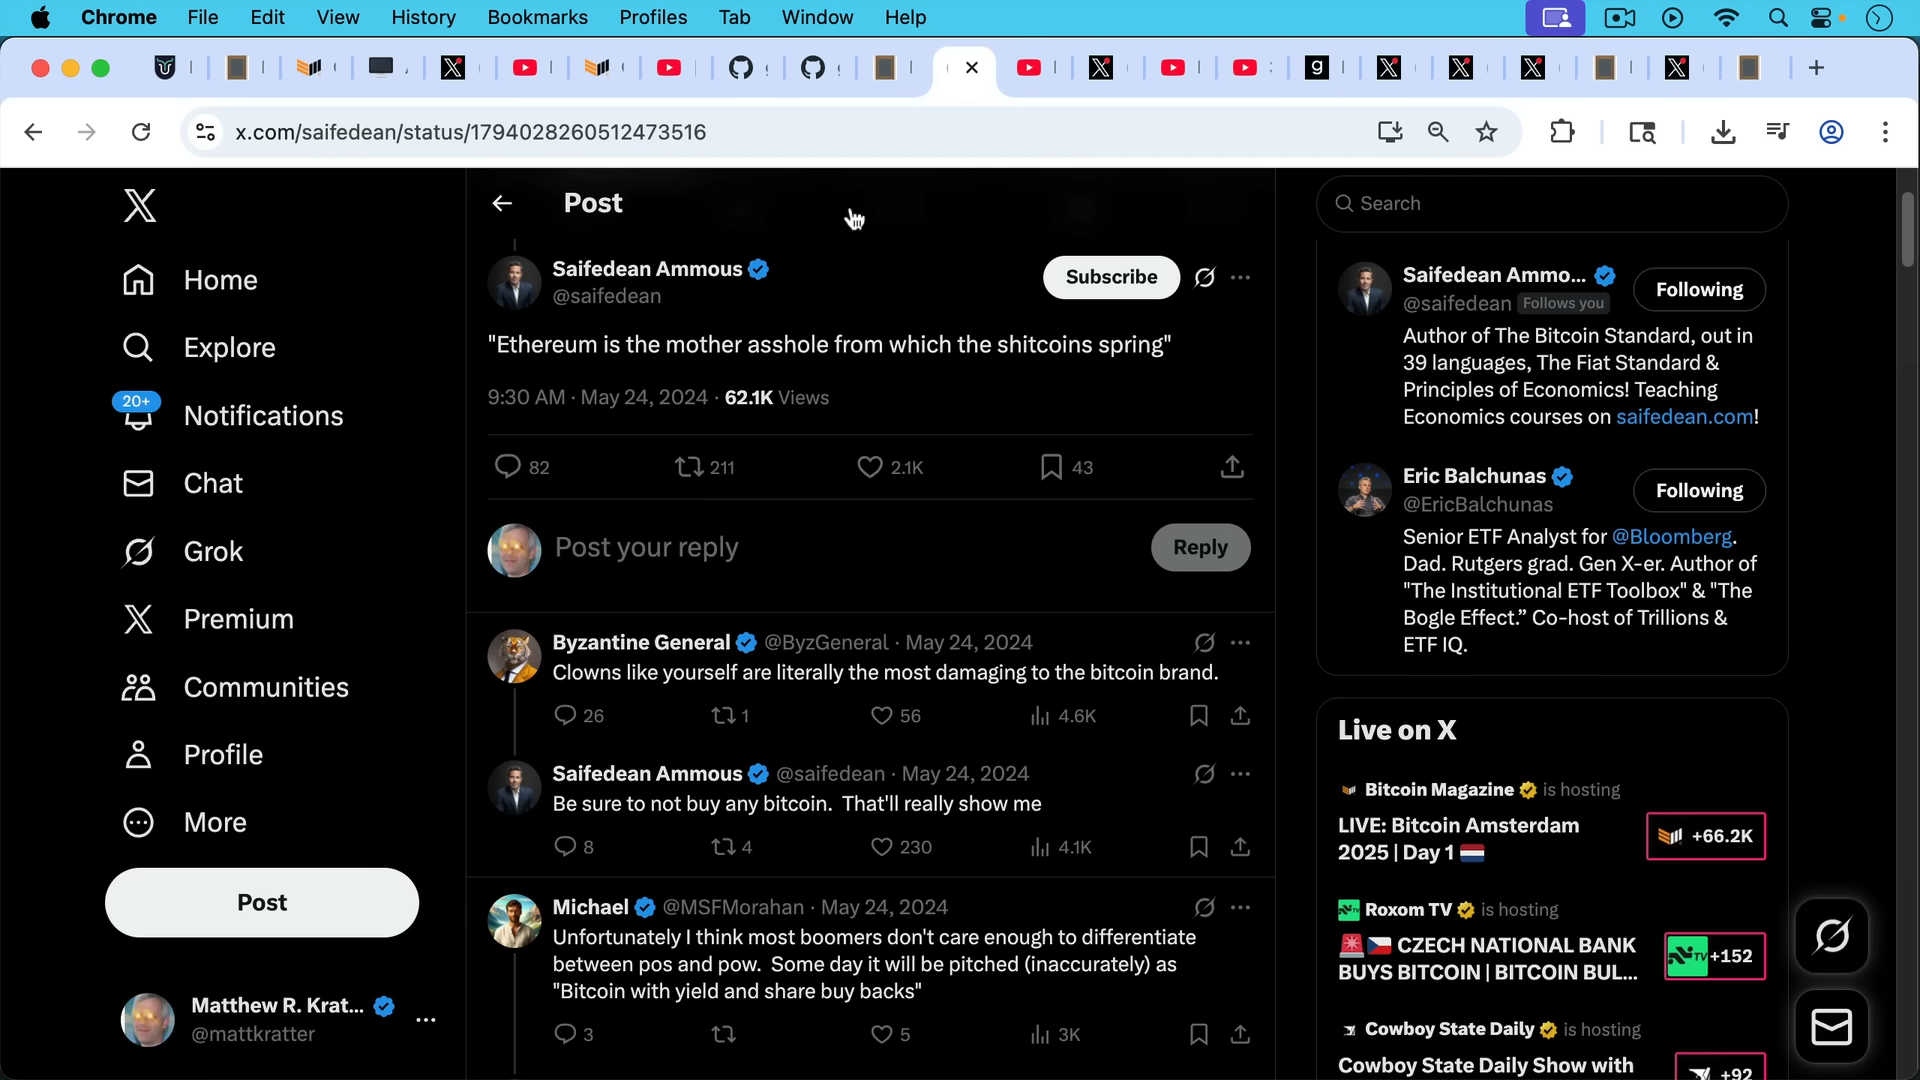 Chrome File Edit View History Bookmarks Profiles Tab Window Help
x.com/saifedean/status/1794028260512473516
Post
Search
Home
Explore
20+
Notifications
Chat
Grok
Premium
Communities
Profile
More
Post
Matthew R. Krat...
@mattkratter
Saifedean Ammous
@saifedean
Subscribe
"Ethereum is the mother asshole from which the shitcoins spring"
9:30 AM · May 24, 2024 · 62.1K Views
82 211 2.1K 43
Post your reply
Reply
Byzantine General @ByzGeneral · May 24, 2024
Clowns like yourself are literally the most damaging to the bitcoin brand.
26 1 56 4.6K
Saifedean Ammous @saifedean · May 24, 2024
Be sure to not buy any bitcoin. That'll really show me
8 4 230 4.1K
Michael @MSFMorahan · May 24, 2024
Unfortunately I think most boomers don't care enough to differentiate
between pos and pow. Some day it will be pitched (inaccurately) as
"Bitcoin with yield and share buy backs"
3 5 3K
Saifedean Ammo...
@saifedean Follows you
Following
Author of The Bitcoin Standard, out in
39 languages, The Fiat Standard &
Principles of Economics! Teaching
Economics courses on saifedean.com!
Eric Balchunas
@EricBalchunas
Following
Senior ETF Analyst for @Bloomberg.
Dad. Rutgers grad. Gen X-er. Author of
"The Institutional ETF Toolbox" & "The
Bogle Effect.” Co-host of Trillions &
ETF IQ.
Live on X
Bitcoin Magazine is hosting
LIVE: Bitcoin Amsterdam
2025 | Day 1
+66.2K
Roxom TV is hosting
CZECH NATIONAL BANK
BUYS BITCOIN | BITCOIN BUL...
+152
Cowboy State Daily is hosting
Cowboy State Daily Show with
+92